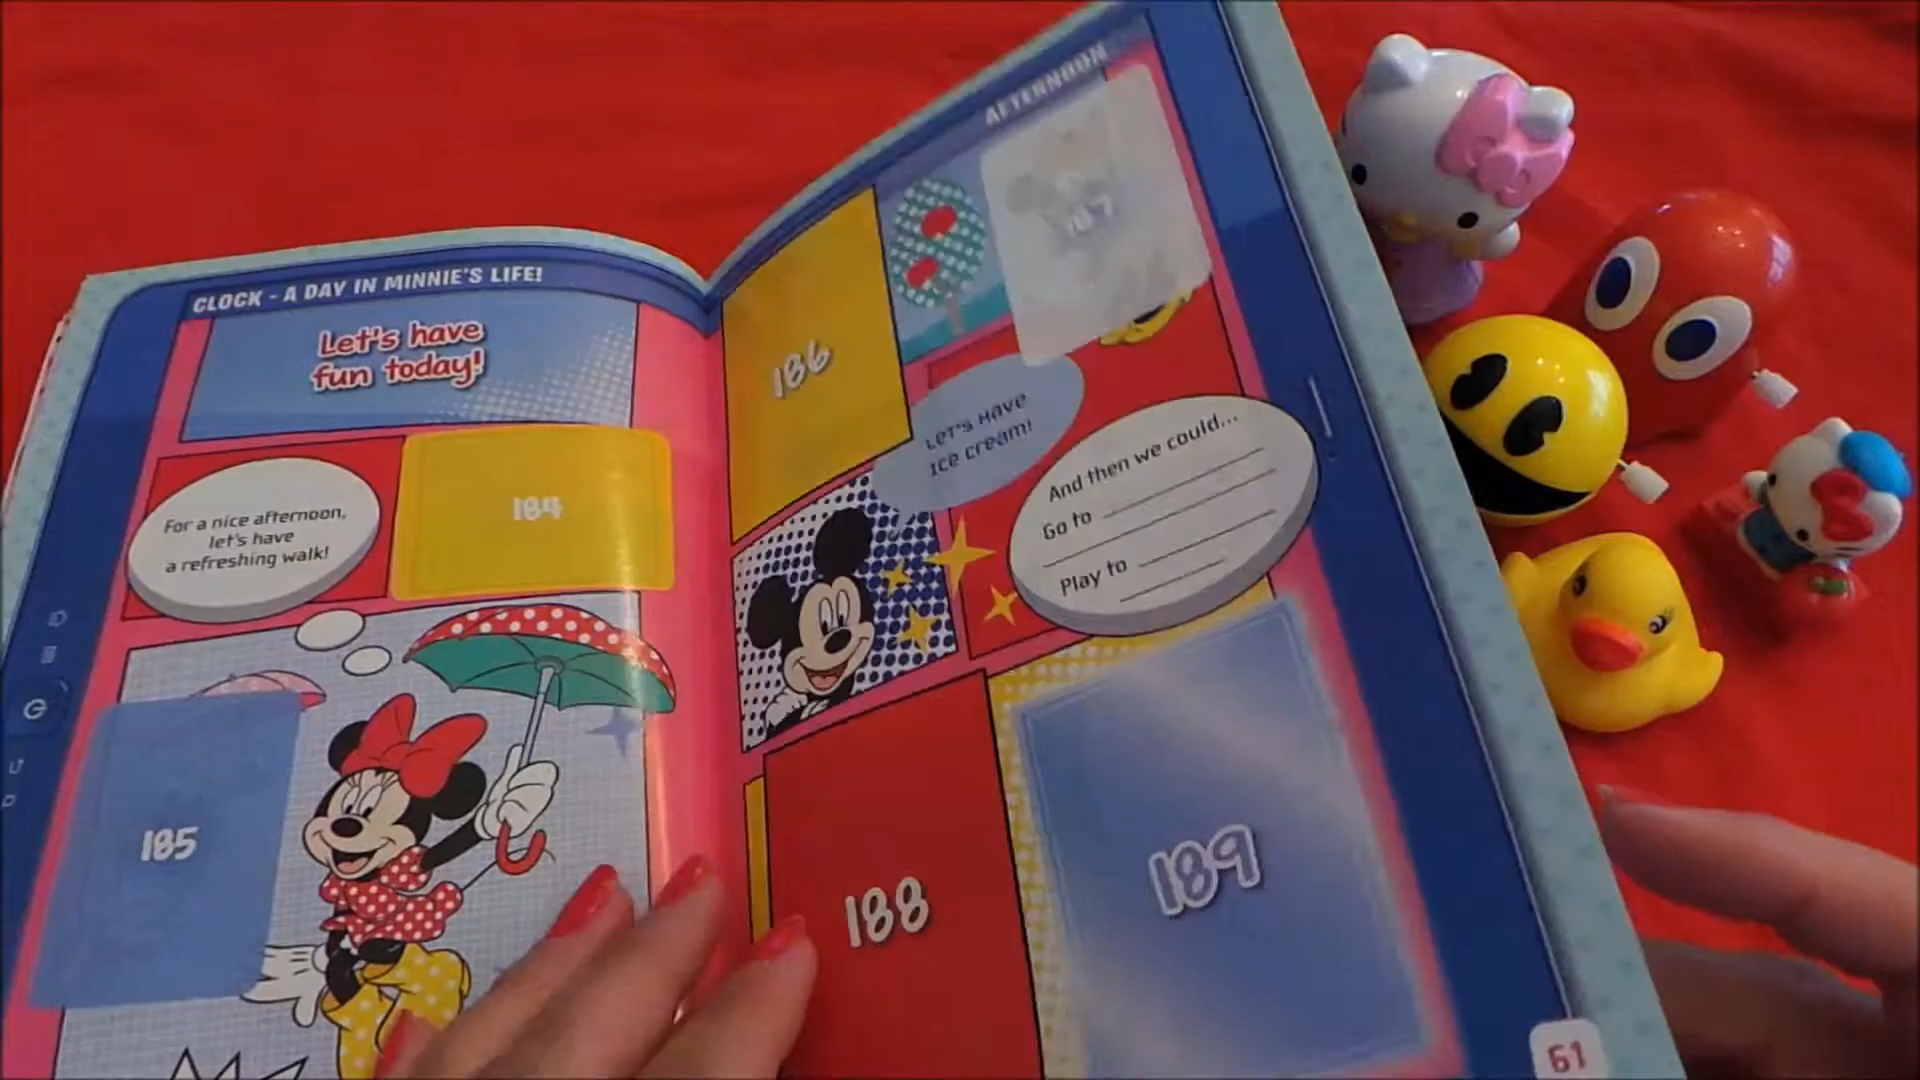 CLOCK - A DAY IN MINNIE'S LIFE!
Let's have
fun today!
For a nice afternoon,
let's have
a refreshing walk!
184
185
AFTERNOON
186
187
LET'S HAVE
ICE CREAM!
And then we could...
Go to
Play to
188
189
61